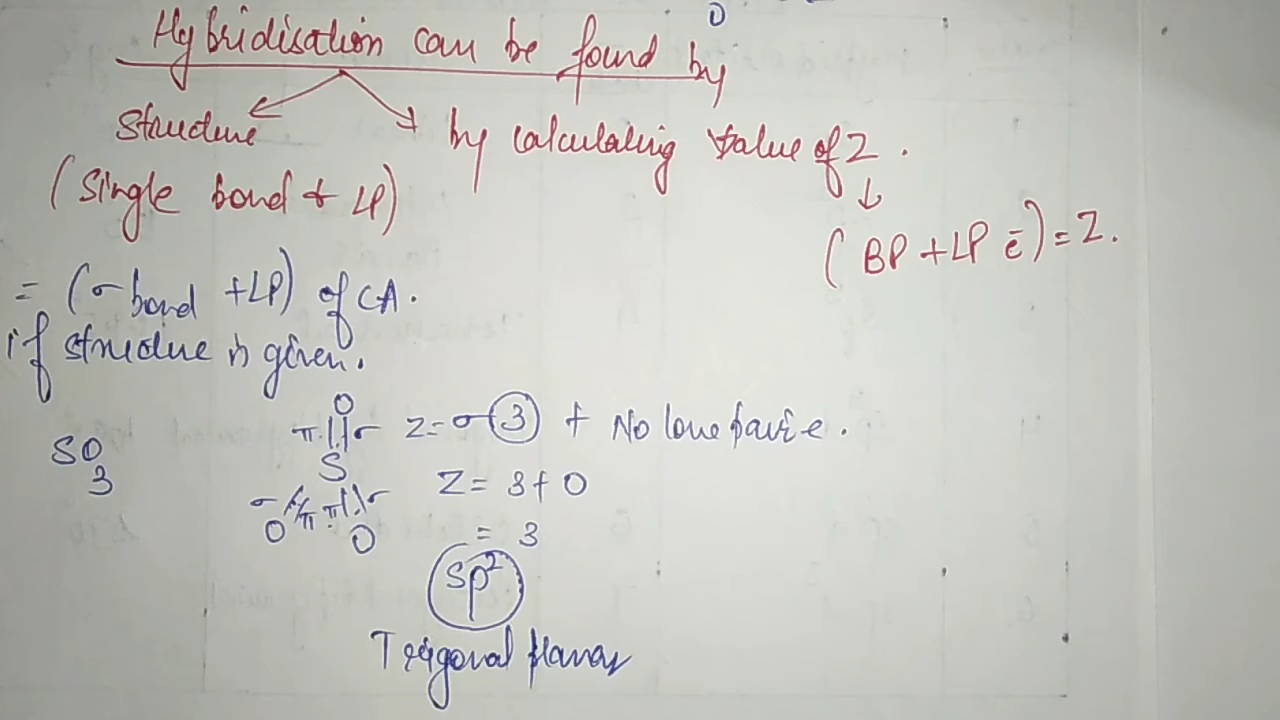 Hybridisation can be found by
Structure
by calculating value of Z.
(Single bond + LP)
(BP + LP ē) = Z.
= (σ bond + LP) of CA.
if structure is given.
SO3
O
π || σ
S
σ // π π || σ
O O
Z = σ 3 + No lone pair e.
Z = 3 + 0
= 3
sp²
Trigonal planar